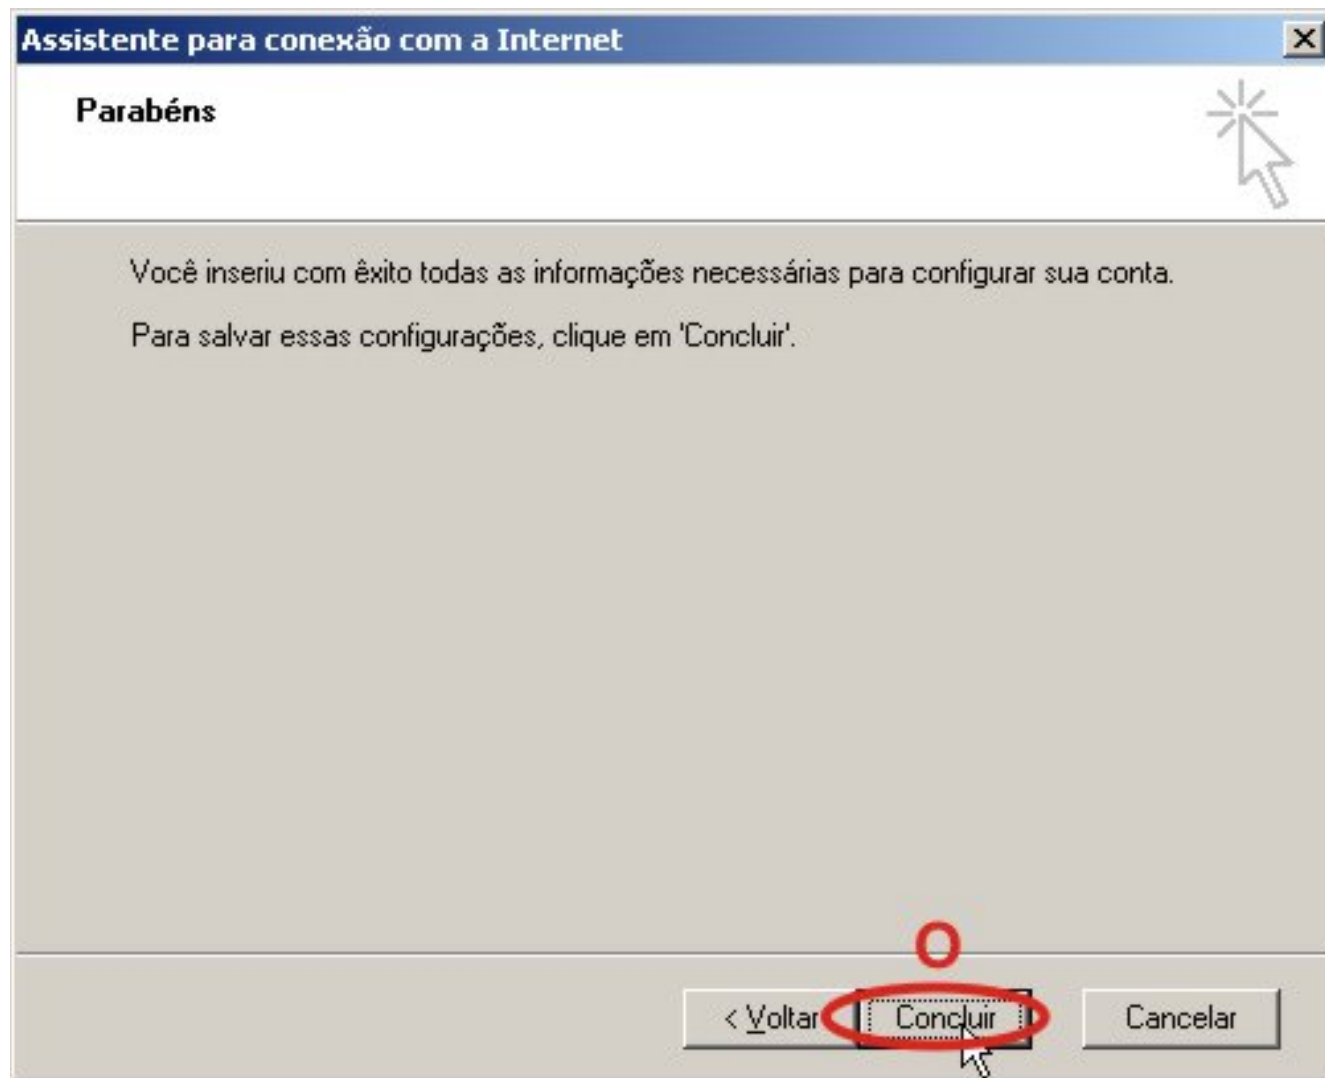 Assistente para conexão com a Internet
Parabéns
Você inseriu com êxito todas as informações necessárias para configurar sua conta.
Para salvar essas configurações, clique em 'Concluir'.
O
< Voltar Concluir Cancelar